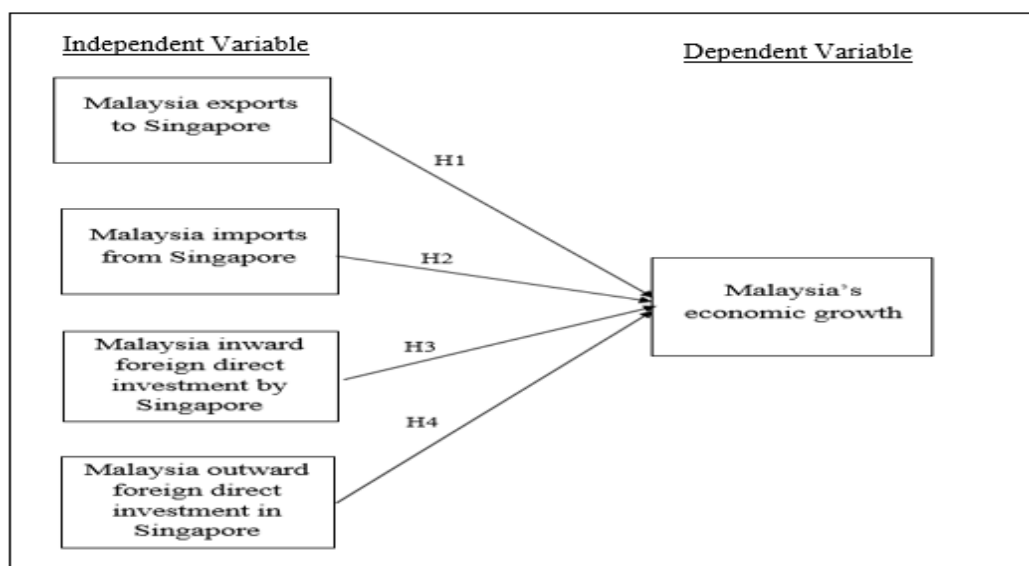 Independent Variable
Dependent Variable
Malaysia exports
to Singapore
H1
Malaysia imports
from Singapore
H2
Malaysia's
economic growth
Malaysia inward
foreign direct
investment by
Singapore
H3
H4
Malaysia outward
foreign direct
investment in
Singapore